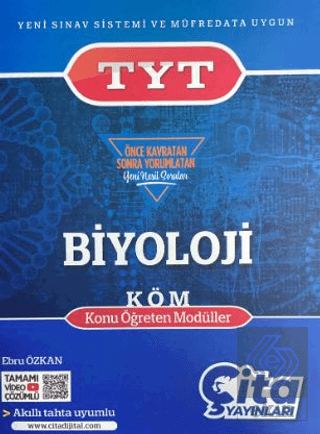 YENİ SINAV SİSTEMİ VE MÜFREDATA UYGUN
TYT
ÖNCE KAVRATAN
SONRA YORUMLATAN
Yeni Nesil Sorular
BİYOLOJİ
KÖM
Konu Öğreten Modüller
Ebru ÖZKAN
TAMAMI
VİDEO
ÇÖZÜMLÜ
> Akıllı tahta uyumlu
www.citadijital.com
Çita
YAYINLARI